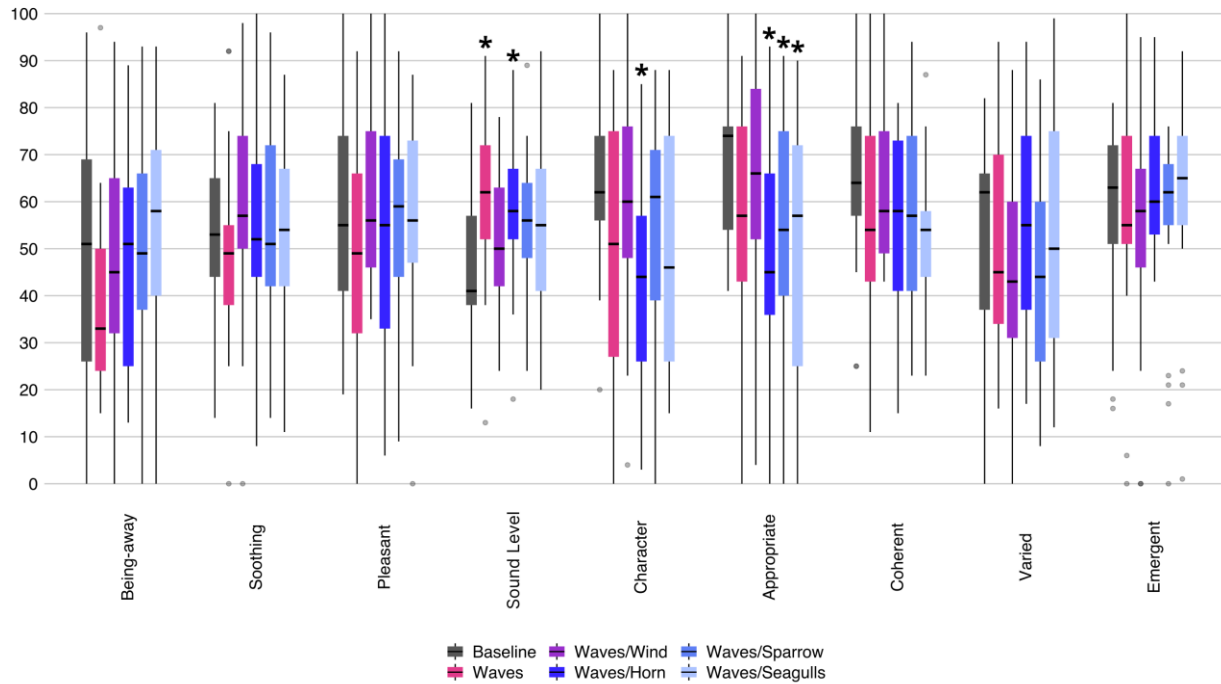 100
90
80
70
60
50
40
30
20
10
0
* * * * * *
Being-away
Soothing
Pleasant
Sound Level
Character
Appropriate
Coherent
Varied
Emergent
Baseline Waves/Wind Waves/Sparrow
Waves Waves/Horn Waves/Seagulls